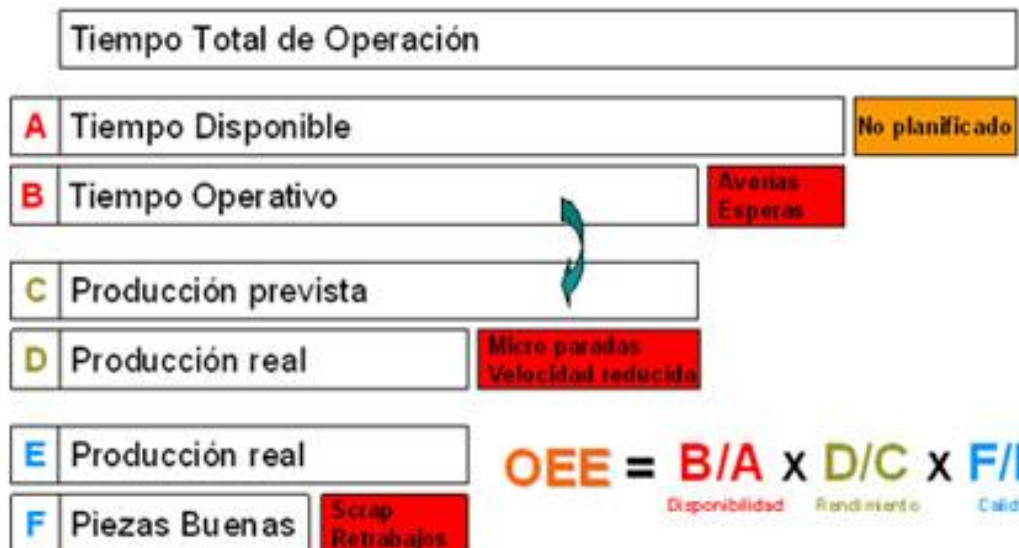 Tiempo Total de Operación
A Tiempo Disponible
No planificado
B Tiempo Operativo
Averías
Esperas
C Producción prevista
D Producción real
Micro paradas
Velocidad reducida
E Producción real
F Piezas Buenas
Scrap
Retrabajos
OEE = B/A x D/C x F/
Disponibilidad Rendimiento Calid